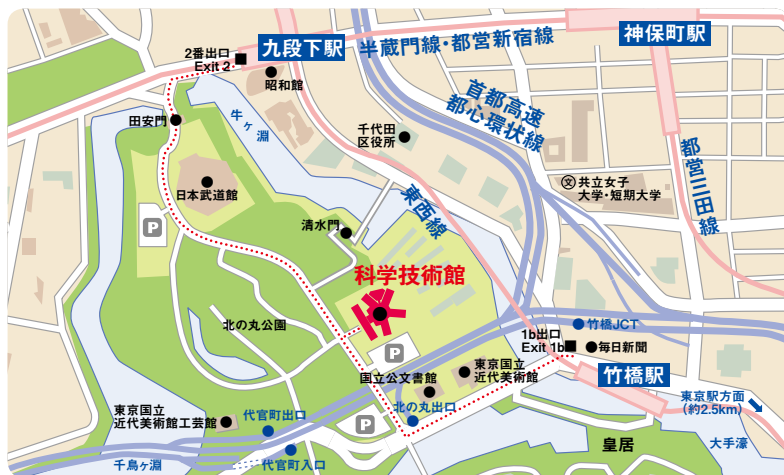 2番出口
Exit 2
九段下駅
半蔵門線・都営新宿線
神保町駅
昭和館
首都高速
都心環状線
牛ヶ淵
田安門
千代田
区役所
都営三田線
日本武道館
文
共立女子
大学・短期大学
東西線
清水門
P
科学技術館
北の丸公園
1b出口
Exit 1b
竹橋JCT
毎日新聞
P
国立公文書館
東京国立
近代美術館
竹橋駅
東京国立
近代美術館工芸館
代官町出口
P
北の丸出口
東京駅方面
(約2.5km)
皇居
大手濠
千鳥ヶ淵
代官町入口